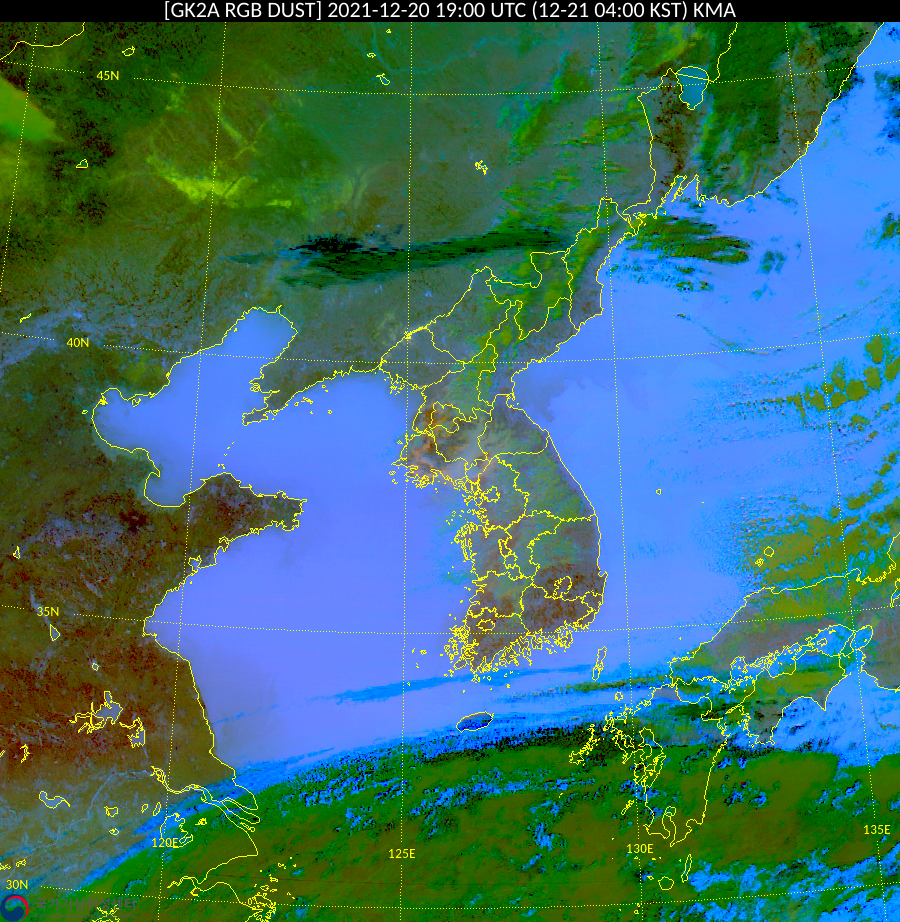 [GK2A RGB DUST] 2021-12-20 19:00 UTC (12-21 04:00 KST) KMA
45N
40N
35N
120E
125E
130E
135E
30N